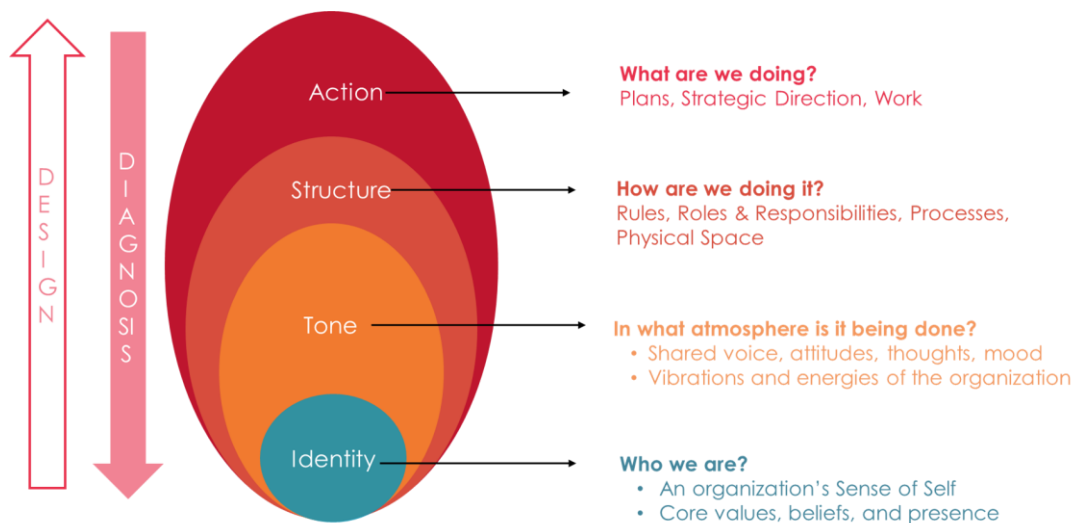 DESIGN
DIAGNOSIS
Action
What are we doing?
Plans, Strategic Direction, Work
Structure
How are we doing it?
Rules, Roles & Responsibilities, Processes,
Physical Space
Tone
In what atmosphere is it being done?
• Shared voice, attitudes, thoughts, mood
• Vibrations and energies of the organization
Identity
Who we are?
• An organization’s Sense of Self
• Core values, beliefs, and presence